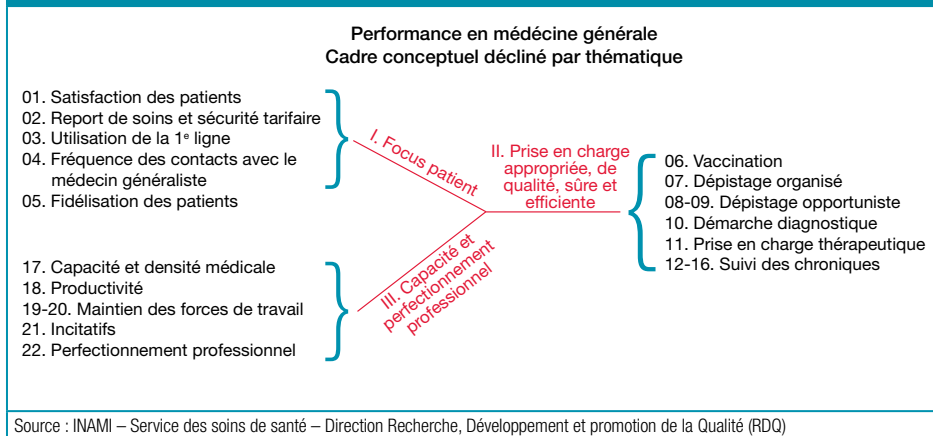 Performance en médecine générale
Cadre conceptuel décliné par thématique
01. Satisfaction des patients
02. Report de soins et sécurité tarifaire
03. Utilisation de la 1e ligne
04. Fréquence des contacts avec le
médecin généraliste
05. Fidélisation des patients
I. Focus patient
II. Prise en charge
appropriée, de
qualité, sûre et
efficiente
06. Vaccination
07. Dépistage organisé
08-09. Dépistage opportuniste
10. Démarche diagnostique
11. Prise en charge thérapeutique
12-16. Suivi des chroniques
17. Capacité et densité médicale
18. Productivité
19-20. Maintien des forces de travail
21. Incitatifs
22. Perfectionnement professionnel
III. Capacité et
perfectionnement
professionnel
Source : INAMI – Service des soins de santé – Direction Recherche, Développement et promotion de la Qualité (RDQ)